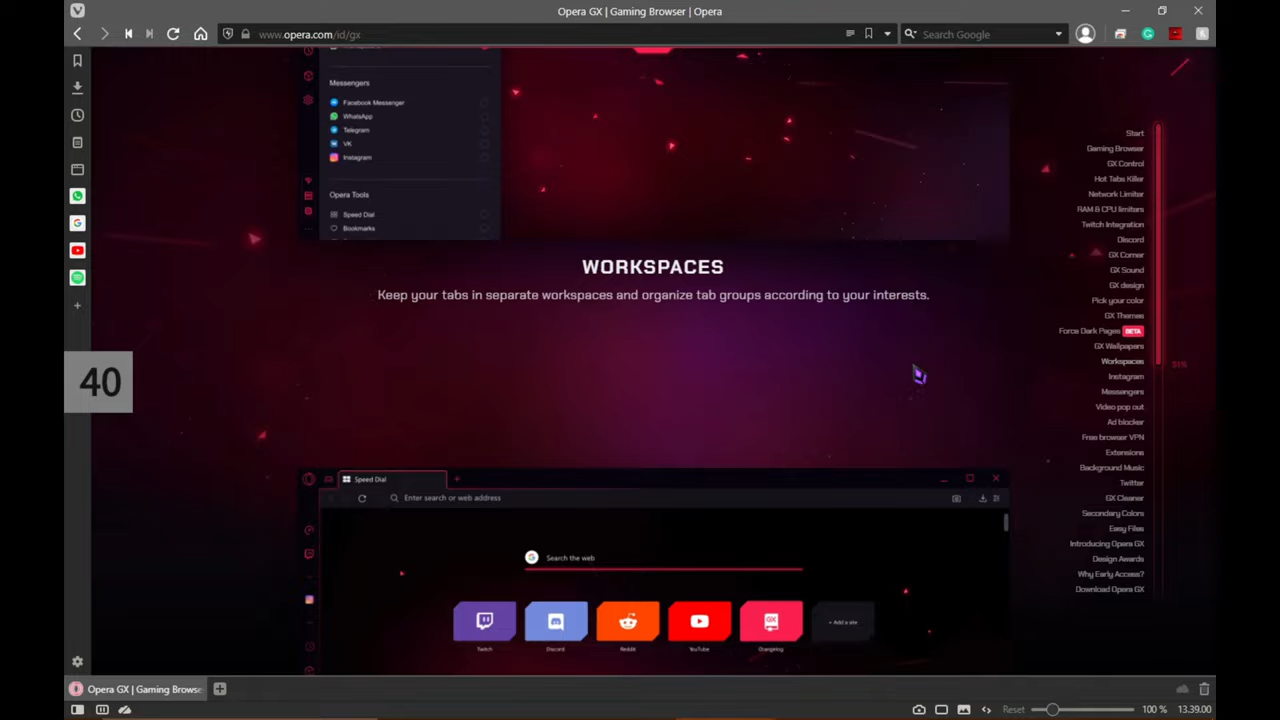 Opera GX | Gaming Browser | Opera
www.opera.com/id/gx
Search Google
Messengers
Facebook Messenger
WhatsApp
Telegram
VK
Instagram
Opera Tools
Speed Dial
Bookmarks
WORKSPACES
Keep your tabs in separate workspaces and organize tab groups according to your interests.
40
Speed Dial
Enter search or web address
Search the web
GX
Twitch
Discord
Reddit
YouTube
Changelog
+ Add a site
Start
Gaming Browser
GX Control
Hot Tabs Killer
Network Limiter
RAM & CPU limiters
Twitch Integration
Discord
GX Corner
GX Sound
GX design
Pick your color
GX Themes
Force Dark Pages BETA
GX Wallpapers
Workspaces
51%
Instagram
Messengers
Video pop out
Ad blocker
Free browser VPN
Extensions
Background Music
Twitter
GX Cleaner
Secondary Colors
Easy Files
Introducing Opera GX
Design Awards
Why Early Access?
Download Opera GX
Opera GX | Gaming Browse
Reset
100 %
13.39.00